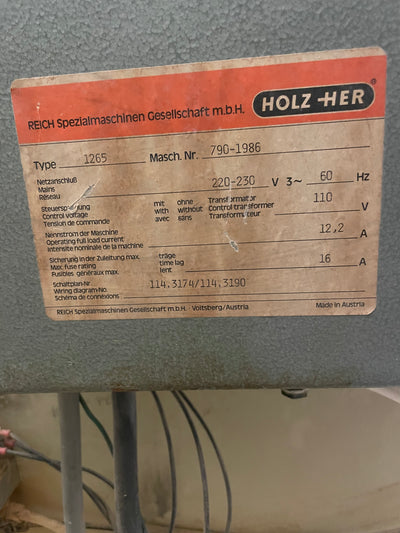 REICH Spezialmaschinen Gesellschaft m.b.H. HOLZ-HER ®
Type 1265 Masch. Nr. 790-1986
Netzanschluß
Mains 220-230 V 3~ 60 Hz
Réseau
Steuerspannung mit ohne Transformator
Control voltage with without Control transformer 110 V
Tension de commande avec sans Transformateur
Nennstrom der Maschine
Operating full load current 12,2 A
Intensite nominale de la machine
Sicherung in der Zuleitung max. träge
Max. fuse rating time lag 16 A
Fusibles généraux max. lent
Schaltplan-Nr.
Wiring diagram-No. 114.3174/114.3190
Schéma de connexions
REICH Spezialmaschinen Gesellschaft m.b.H. · Voitsberg/Austria Made in Austria